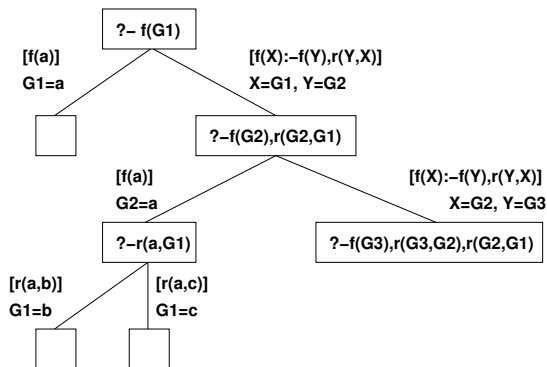 ?– f(G1)
[f(a)]
G1=a
[f(X):–f(Y),r(Y,X)]
X=G1, Y=G2
?–f(G2),r(G2,G1)
[f(a)]
G2=a
[f(X):–f(Y),r(Y,X)]
X=G2, Y=G3
?–r(a,G1)
?–f(G3),r(G3,G2),r(G2,G1)
[r(a,b)]
G1=b
[r(a,c)]
G1=c